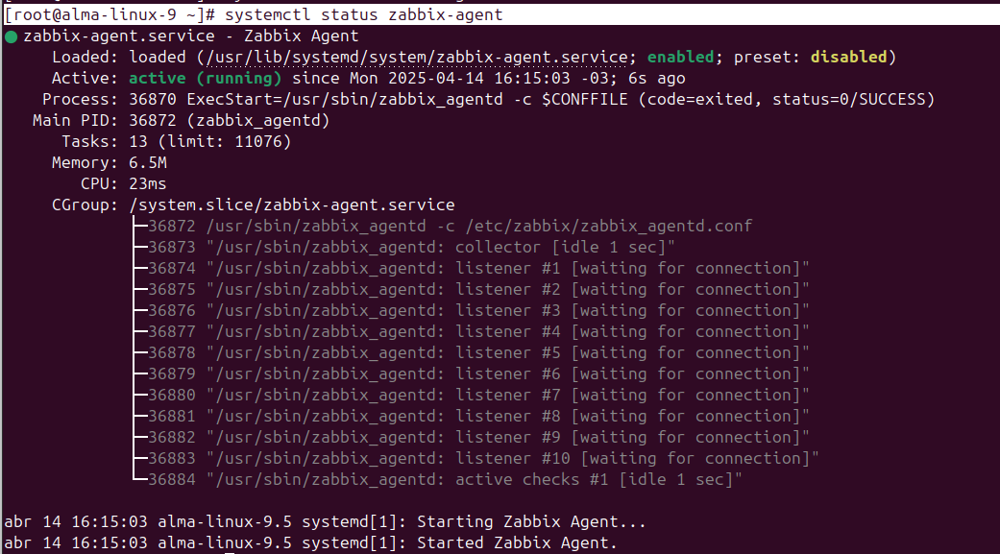 [root@alma-linux-9 ~]# systemctl status zabbix-agent
zabbix-agent.service - Zabbix Agent
Loaded: loaded (/usr/lib/systemd/system/zabbix-agent.service; enabled; preset: disabled)
Active: active (running) since Mon 2025-04-14 16:15:03 -03; 6s ago
Process: 36870 ExecStart=/usr/sbin/zabbix_agentd -c $CONFFILE (code=exited, status=0/SUCCESS)
Main PID: 36872 (zabbix_agentd)
Tasks: 13 (limit: 11076)
Memory: 6.5M
CPU: 23ms
CGroup: /system.slice/zabbix-agent.service
├─36872 /usr/sbin/zabbix_agentd -c /etc/zabbix/zabbix_agentd.conf
├─36873 "/usr/sbin/zabbix_agentd: collector [idle 1 sec]"
├─36874 "/usr/sbin/zabbix_agentd: listener #1 [waiting for connection]"
├─36875 "/usr/sbin/zabbix_agentd: listener #2 [waiting for connection]"
├─36876 "/usr/sbin/zabbix_agentd: listener #3 [waiting for connection]"
├─36877 "/usr/sbin/zabbix_agentd: listener #4 [waiting for connection]"
├─36878 "/usr/sbin/zabbix_agentd: listener #5 [waiting for connection]"
├─36879 "/usr/sbin/zabbix_agentd: listener #6 [waiting for connection]"
├─36880 "/usr/sbin/zabbix_agentd: listener #7 [waiting for connection]"
├─36881 "/usr/sbin/zabbix_agentd: listener #8 [waiting for connection]"
├─36882 "/usr/sbin/zabbix_agentd: listener #9 [waiting for connection]"
├─36883 "/usr/sbin/zabbix_agentd: listener #10 [waiting for connection]"
└─36884 "/usr/sbin/zabbix_agentd: active checks #1 [idle 1 sec]"
abr 14 16:15:03 alma-linux-9.5 systemd[1]: Starting Zabbix Agent...
abr 14 16:15:03 alma-linux-9.5 systemd[1]: Started Zabbix Agent.